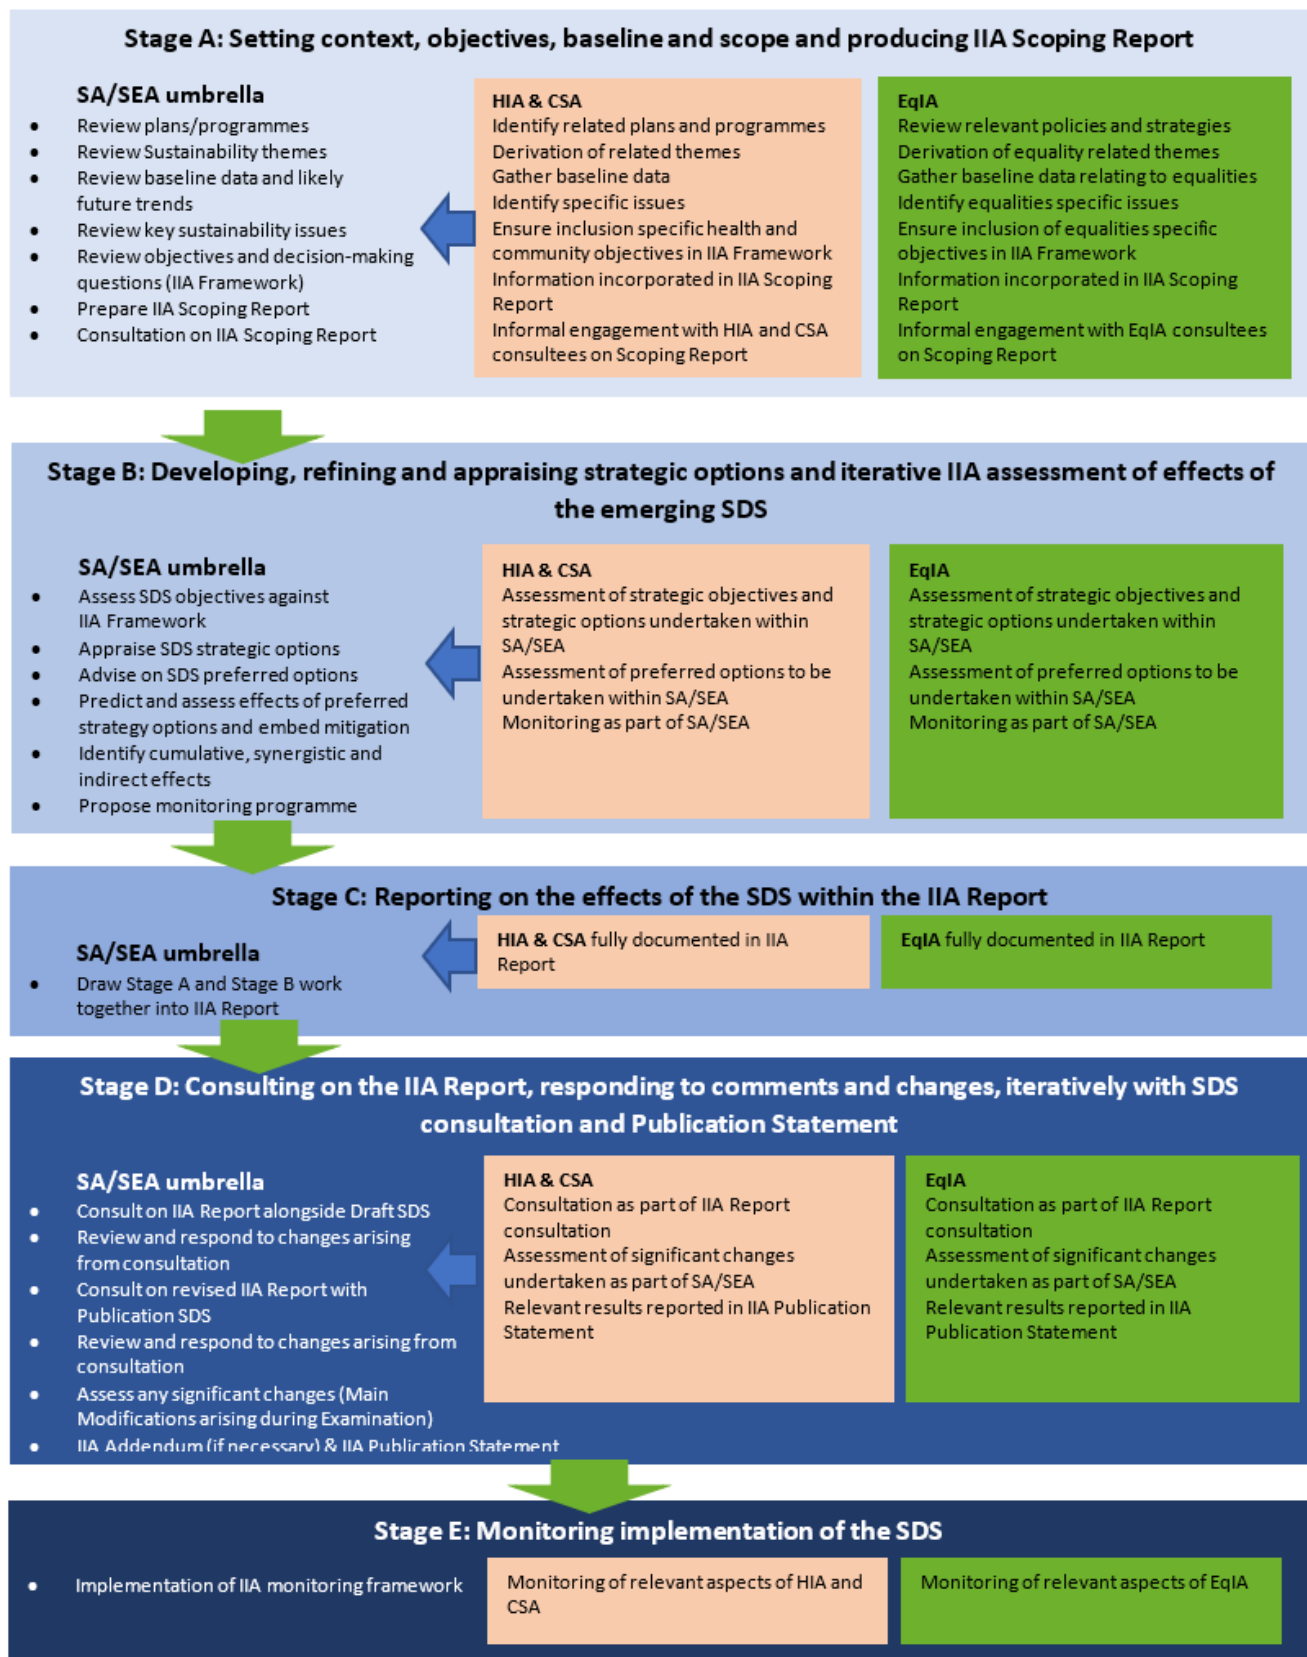 Stage A: Setting context, objectives, baseline and scope and producing IIA Scoping Report
SA/SEA umbrella
• Review plans/programmes
• Review Sustainability themes
• Review baseline data and likely
future trends
• Review key sustainability issues
• Review objectives and decision-making
questions (IIA Framework)
• Prepare IIA Scoping Report
• Consultation on IIA Scoping Report
HIA & CSA
Identify related plans and programmes
Derivation of related themes
Gather baseline data
Identify specific issues
Ensure inclusion specific health and
community objectives in IIA Framework
Information incorporated in IIA Scoping
Report
Informal engagement with HIA and CSA
consultees on Scoping Report
EqIA
Review relevant policies and strategies
Derivation of equality related themes
Gather baseline data relating to equalities
Identify equalities specific issues
Ensure inclusion of equalities specific
objectives in IIA Framework
Information incorporated in IIA Scoping
Report
Informal engagement with EqIA consultees
on Scoping Report
Stage B: Developing, refining and appraising strategic options and iterative IIA assessment of effects of
the emerging SDS
SA/SEA umbrella
• Assess SDS objectives against
IIA Framework
• Appraise SDS strategic options
• Advise on SDS preferred options
• Predict and assess effects of preferred
strategy options and embed mitigation
• Identify cumulative, synergistic and
indirect effects
• Propose monitoring programme
HIA & CSA
Assessment of strategic objectives and
strategic options undertaken within
SA/SEA
Assessment of preferred options to be
undertaken within SA/SEA
Monitoring as part of SA/SEA
EqIA
Assessment of strategic objectives and
strategic options undertaken within
SA/SEA
Assessment of preferred options to be
undertaken within SA/SEA
Monitoring as part of SA/SEA
Stage C: Reporting on the effects of the SDS within the IIA Report
SA/SEA umbrella
• Draw Stage A and Stage B work
together into IIA Report
HIA & CSA fully documented in IIA
Report
EqIA fully documented in IIA Report
Stage D: Consulting on the IIA Report, responding to comments and changes, iteratively with SDS
consultation and Publication Statement
SA/SEA umbrella
• Consult on IIA Report alongside Draft SDS
• Review and respond to changes arising
from consultation
• Consult on revised IIA Report with
Publication SDS
• Review and respond to changes arising from
consultation
• Assess any significant changes (Main
Modifications arising during Examination)
• IIA Addendum (if necessary) & IIA Publication Statement
HIA & CSA
Consultation as part of IIA Report
consultation
Assessment of significant changes
undertaken as part of SA/SEA
Relevant results reported in IIA Publication
Statement
EqIA
Consultation as part of IIA Report
consultation
Assessment of significant changes
undertaken as part of SA/SEA
Relevant results reported in IIA
Publication Statement
Stage E: Monitoring implementation of the SDS
• Implementation of IIA monitoring framework
Monitoring of relevant aspects of HIA and
CSA
Monitoring of relevant aspects of EqIA